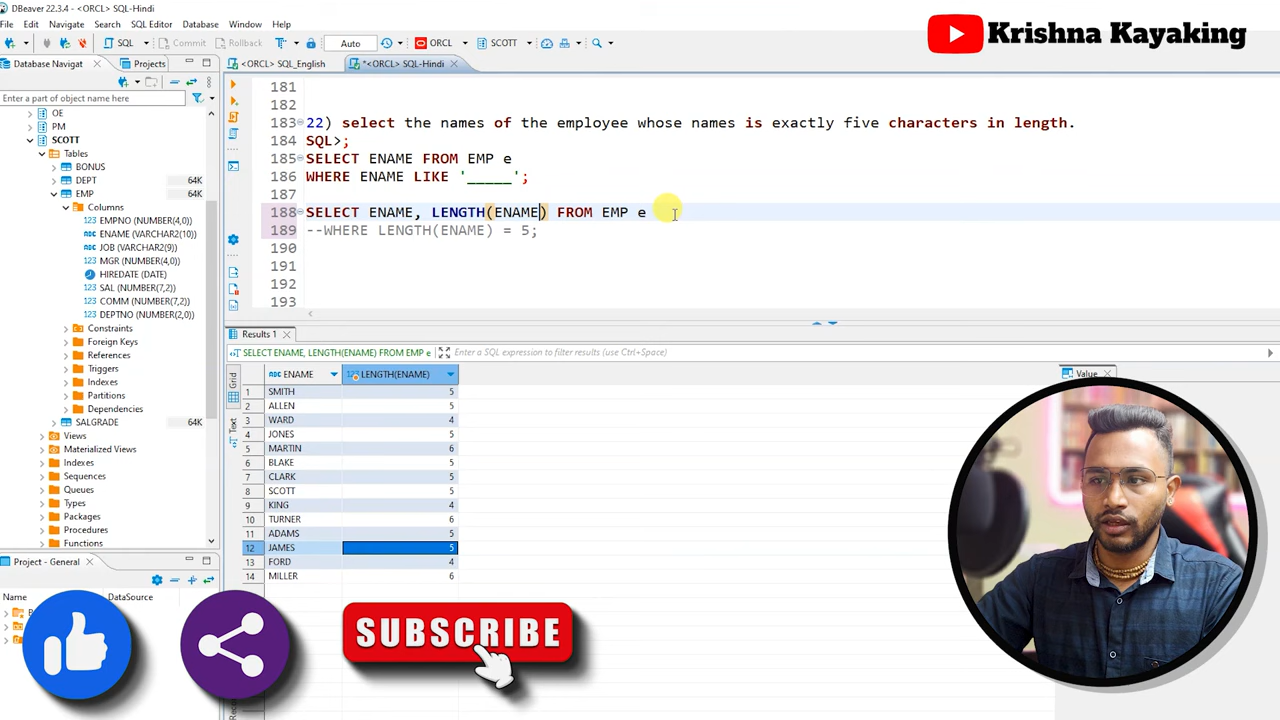 DBeaver 22.3.4 - <ORCL> SQL-Hindi
File Edit Navigate Search SQL Editor Database Window Help
SQL Commit Rollback Auto ORCL SCOTT
Krishna Kayaking
Database Navigat Projects
<ORCL> SQL_English *<ORCL> SQL-Hindi
Enter a part of object name here
OE
PM
SCOTT
Tables
BONUS
DEPT 64K
EMP 64K
Columns
EMPNO (NUMBER(4,0))
ENAME (VARCHAR2(10))
JOB (VARCHAR2(9))
MGR (NUMBER(4,0))
HIREDATE (DATE)
SAL (NUMBER(7,2))
COMM (NUMBER(7,2))
DEPTNO (NUMBER(2,0))
Constraints
Foreign Keys
References
Triggers
Indexes
Partitions
Dependencies
SALGRADE 64K
Views
Materialized Views
Indexes
Sequences
Queues
Types
Packages
Procedures
Functions
181
182
183 22) select the names of the employee whose names is exactly five characters in length.
184 SQL>;
185 SELECT ENAME FROM EMP e
186 WHERE ENAME LIKE '_____';
187
188 SELECT ENAME, LENGTH(ENAME) FROM EMP e
189 --WHERE LENGTH(ENAME) = 5;
190
191
192
193
Results 1
SELECT ENAME, LENGTH(ENAME) FROM EMP e Enter a SQL expression to filter results (use Ctrl+Space)
Grid
Text
ABC ENAME 123 LENGTH(ENAME)
1 SMITH 5
2 ALLEN 5
3 WARD 4
4 JONES 5
5 MARTIN 6
6 BLAKE 5
7 CLARK 5
8 SCOTT 5
9 KING 4
10 TURNER 6
11 ADAMS 5
12 JAMES 5
13 FORD 4
14 MILLER 6
Value
Project - General
Name DataSource
SUBSCRIBE